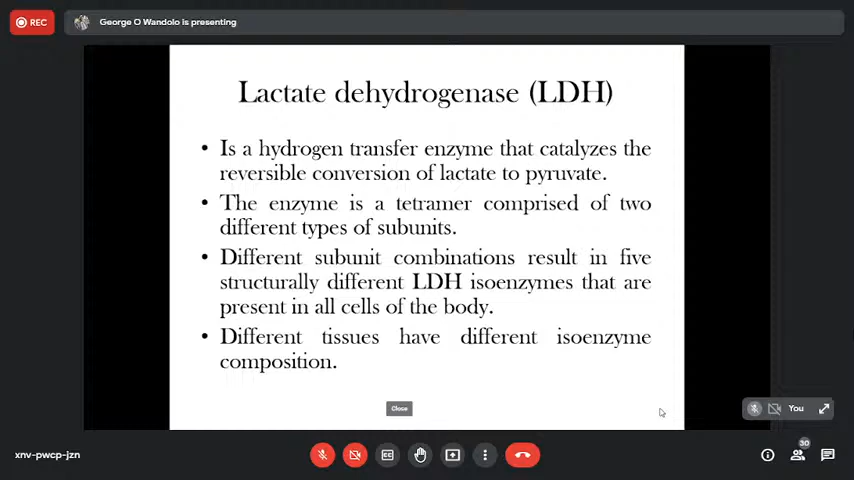 REC
George O Wandolo is presenting
Lactate dehydrogenase (LDH)
• Is a hydrogen transfer enzyme that catalyzes the
reversible conversion of lactate to pyruvate.
• The enzyme is a tetramer comprised of two
different types of subunits.
• Different subunit combinations result in five
structurally different LDH isoenzymes that are
present in all cells of the body.
• Different tissues have different isoenzyme
composition.
Close
You
xnv-pwcp-jzn
CC
30